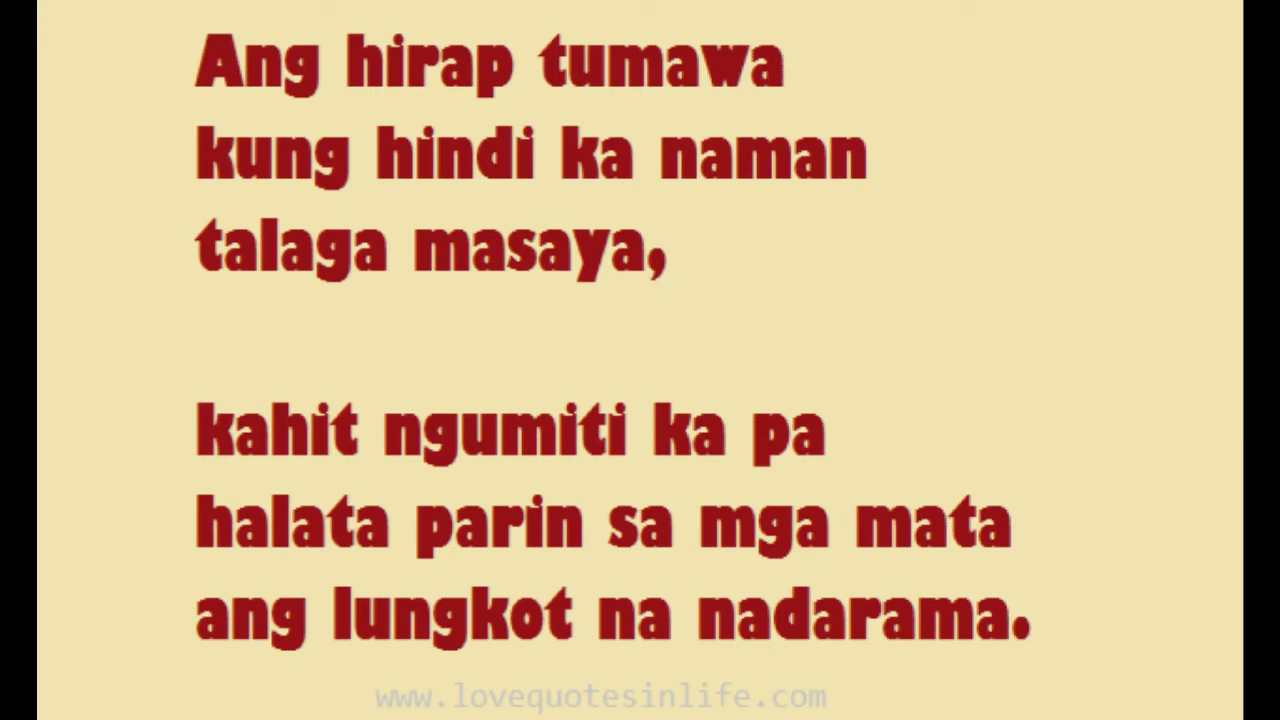 Ang hirap tumawa
kung hindi ka naman
talaga masaya,
kahit ngumiti ka pa
halata parin sa mga mata
ang lungkot na nadarama.
www.lovequotesinlife.com